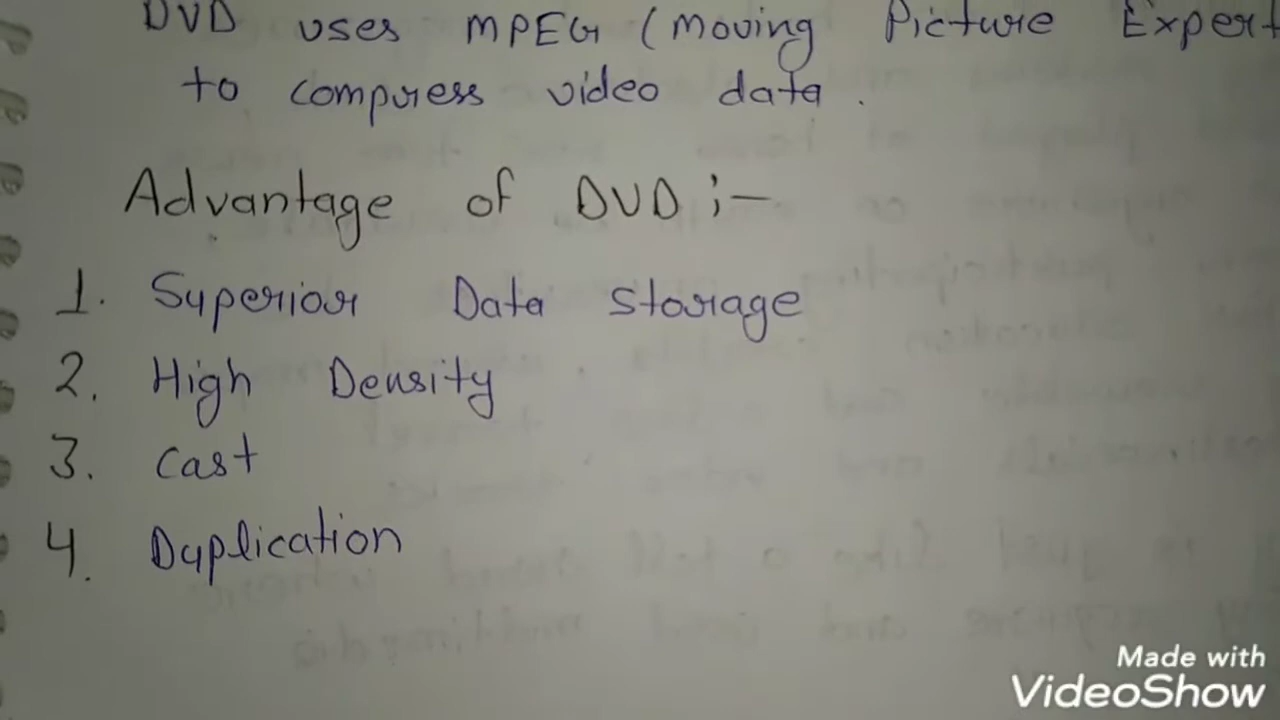 DVD uses MPEG (Moving Picture Expert
to compress video data.
Advantage of DVD :-
1. Superior Data Storage
2. High Density
3. Cast
4. Duplication
Made with
VideoShow